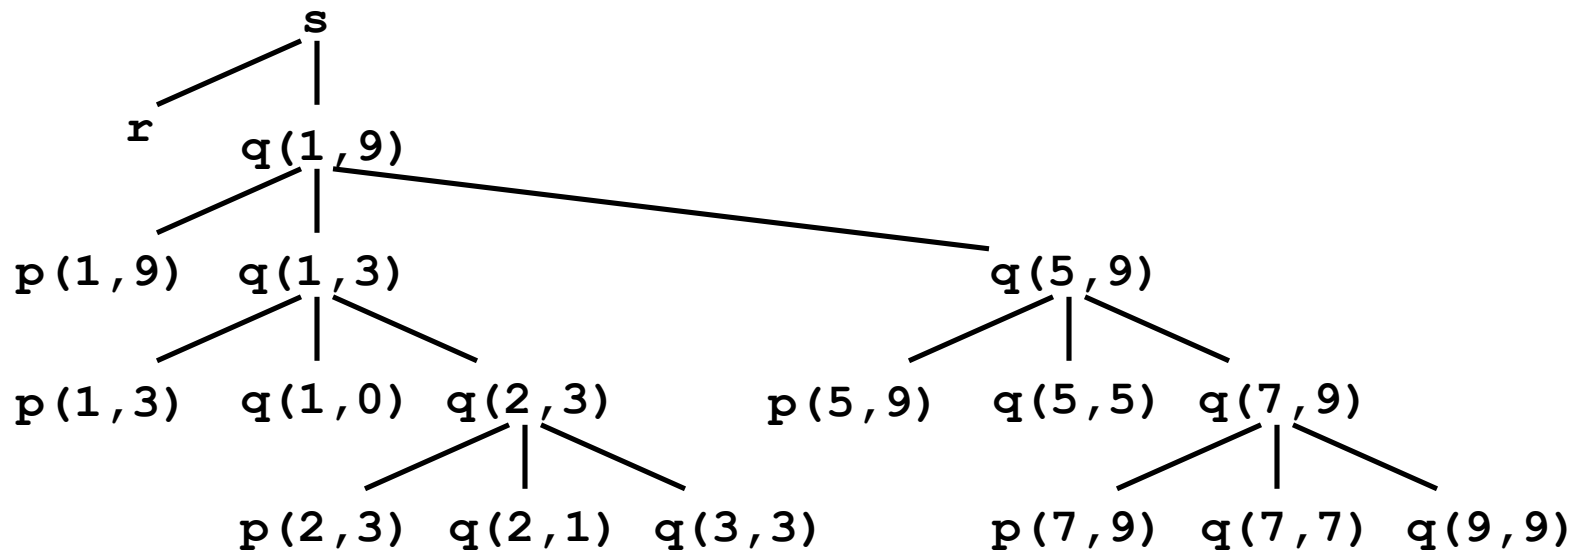 s
r
q(1,9)
p(1,9) q(1,3) q(5,9)
p(1,3) q(1,0) q(2,3) p(5,9) q(5,5) q(7,9)
p(2,3) q(2,1) q(3,3) p(7,9) q(7,7) q(9,9)